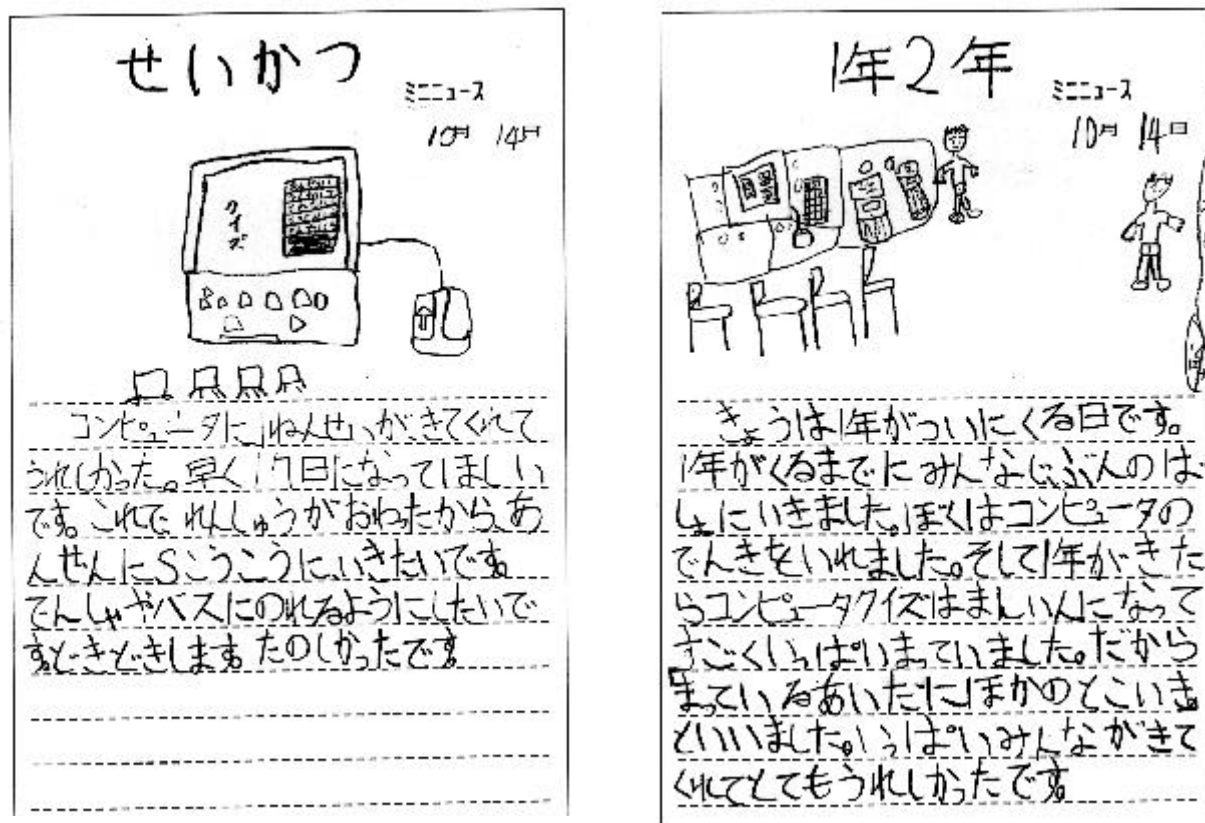 せいかつ
ミニニュース
10月 14日
クイズ
コンピュータに1ねんせいが、きてくれて
うれしかった。早く17日になってほしい
です。これで、れんしゅうがおわったから、あ
んせんにSこうこうに、いきたいです。
でんしゃやバスにのれるようにしたいで
す。どきどきします。たのしかったです。
1年2年
ミニニュース
10月 14日
きょうは1年がついにくる日です。
1年がくるまでにみんなじぶんのば
しょにいきました。ぼくはコンピュータの
でんきをいれました。そして1年がきた
らコンピュータクイズはまんいんになって
すごくいっぱいまっていました。だから
「まっているあいだにほかのとこいき。
といいました。いっぱいみんながきて
くれてとてもうれしかったです。